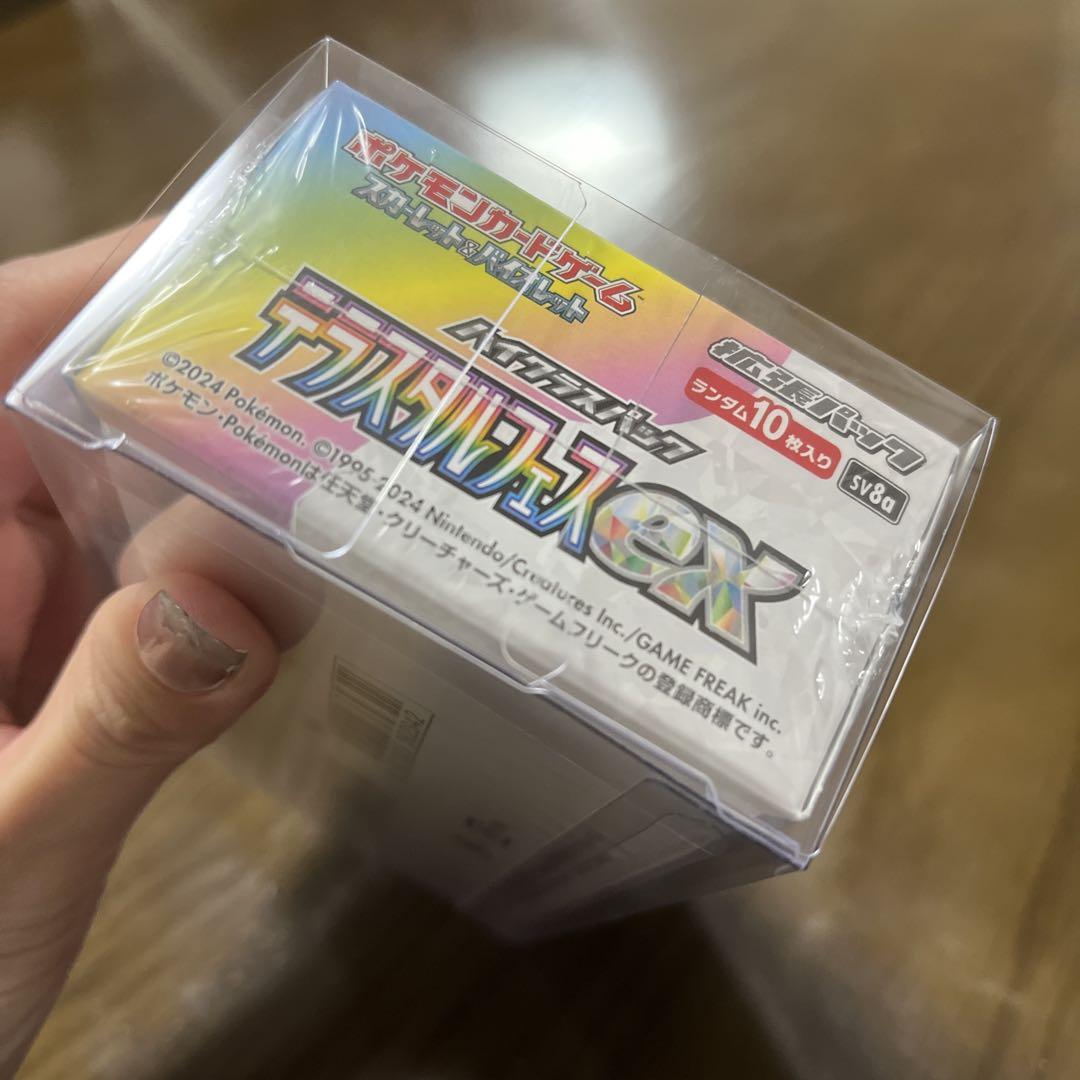 ポケモンカードゲーム
スカーレット&バイオレット
拡張パック
ランダム10枚入り
SV8a
ハイクラスパック
テラスタルフェスex
©2024 Pokémon. ©1995-2024 Nintendo/Creatures Inc./GAME FREAK inc.
ポケモン・Pokémonは任天堂・クリーチャーズ・ゲームフリークの登録商標です。